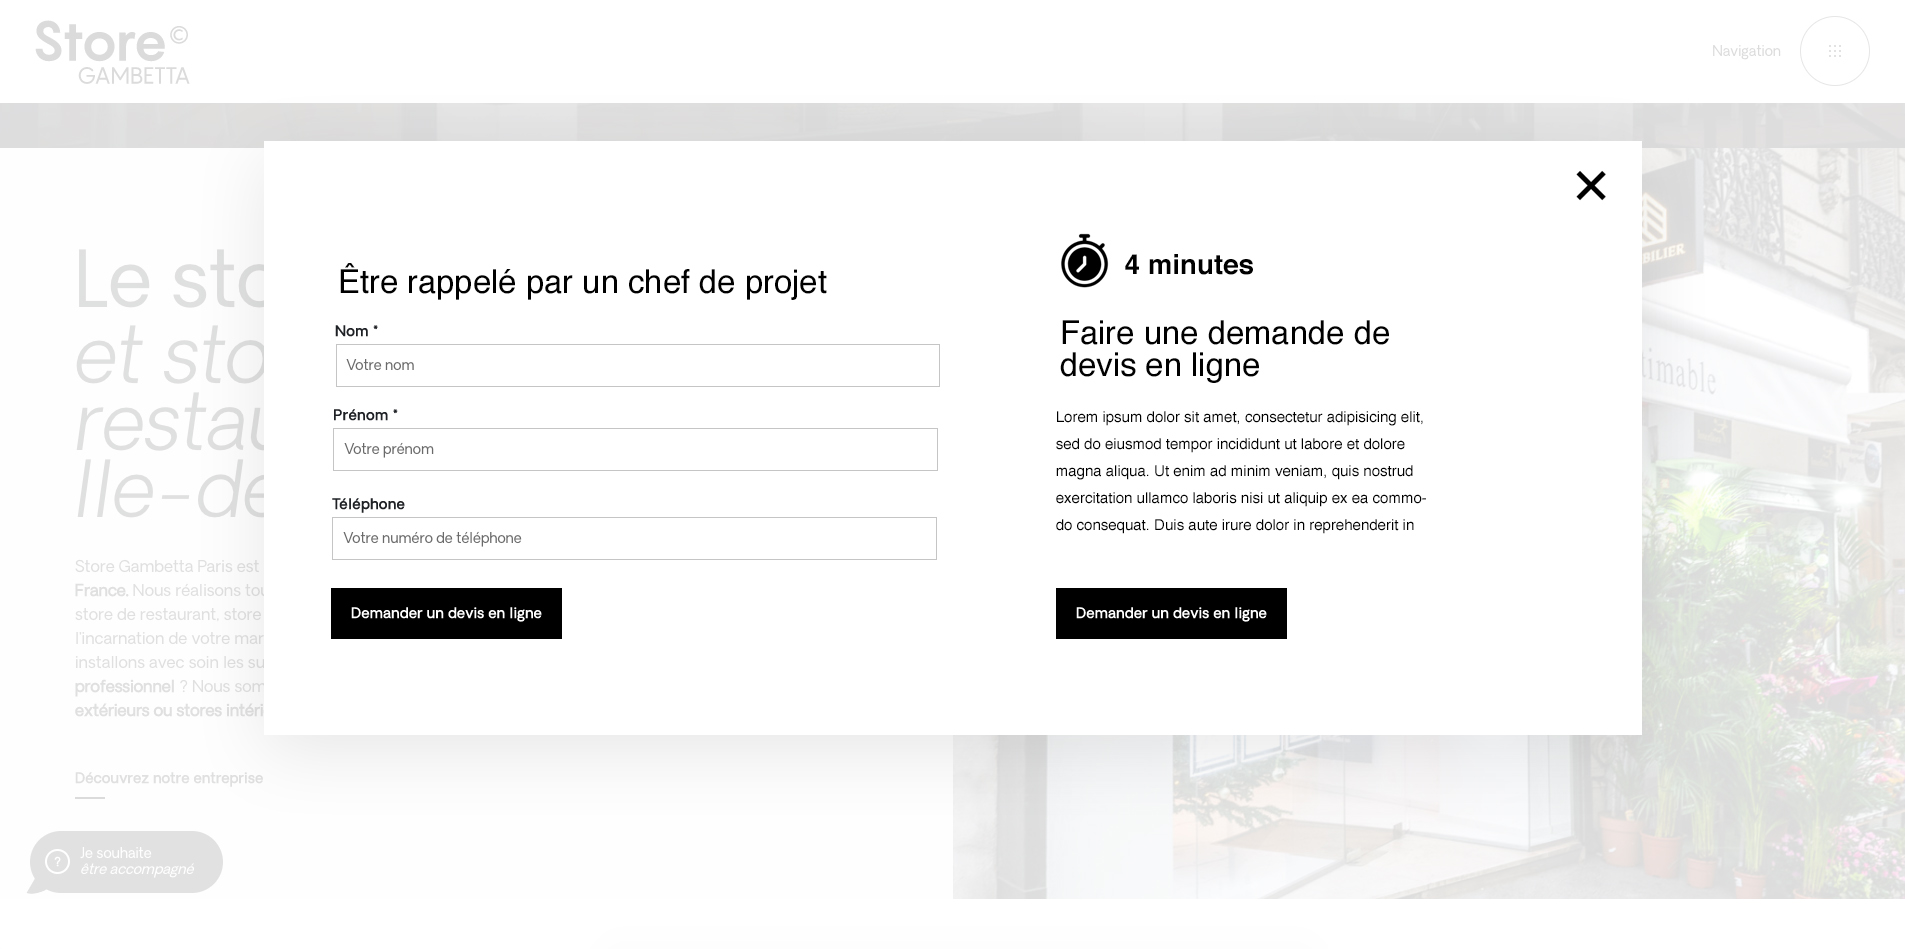 Store©
GAMBETTA
Navigation
Être rappelé par un chef de projet
Nom *
Votre nom
Prénom *
Votre prénom
Téléphone
Votre numéro de téléphone
Demander un devis en ligne
4 minutes
Faire une demande de
devis en ligne
Lorem ipsum dolor sit amet, consectetur adipisicing elit,
sed do eiusmod tempor incididunt ut labore et dolore
magna aliqua. Ut enim ad minim veniam, quis nostrud
exercitation ullamco laboris nisi ut aliquip ex ea commo-
do consequat. Duis aute irure dolor in reprehenderit in
Demander un devis en ligne
Le sto
et sto
restau
Ile-de
Store Gambetta Paris est
France. Nous réalisons tou
store de restaurant, store
l'incarnation de votre mar
installons avec soin les su
professionnel ? Nous som
extérieurs ou stores intéri
Découvrez notre entreprise
? Je souhaite
être accompagné
BILIER
timable